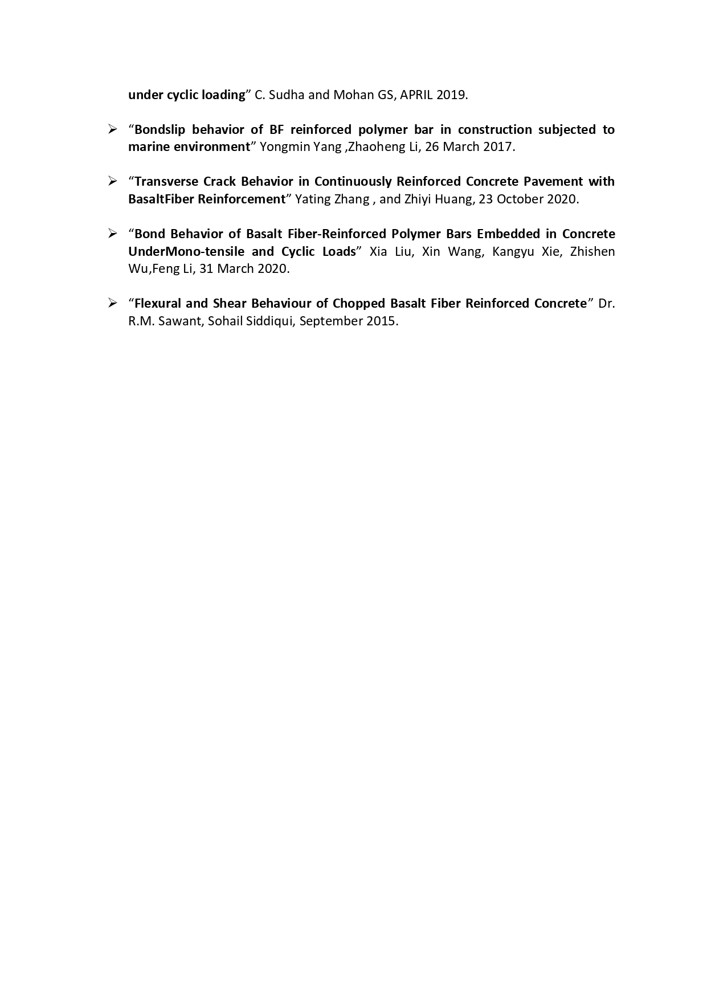 under cyclic loading” C. Sudha and Mohan GS, APRIL 2019.
➢ “Bondslip behavior of BF reinforced polymer bar in construction subjected to
marine environment” Yongmin Yang ,Zhaoheng Li, 26 March 2017.
➢ “Transverse Crack Behavior in Continuously Reinforced Concrete Pavement with
BasaltFiber Reinforcement” Yating Zhang , and Zhiyi Huang, 23 October 2020.
➢ “Bond Behavior of Basalt Fiber-Reinforced Polymer Bars Embedded in Concrete
UnderMono-tensile and Cyclic Loads” Xia Liu, Xin Wang, Kangyu Xie, Zhishen
Wu,Feng Li, 31 March 2020.
➢ “Flexural and Shear Behaviour of Chopped Basalt Fiber Reinforced Concrete” Dr.
R.M. Sawant, Sohail Siddiqui, September 2015.